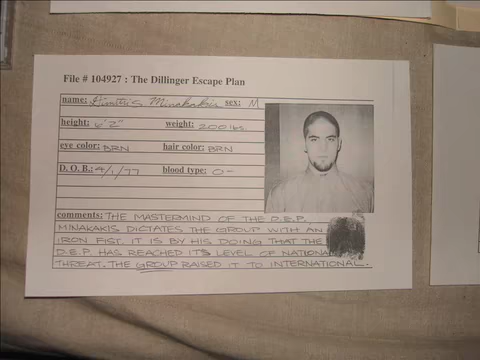 File # 104927 : The Dillinger Escape Plan
name: Dimitris Minakakis sex: M
height: 6'2" weight: 200 lbs.
eye color: BRN hair color: BRN
D. O. B.: 4/1/77 blood type: O-
comments: THE MASTERMIND OF THE D.E.P.
MINAKAKIS DICTATES THE GROUP WITH AN
IRON FIST. IT IS BY HIS DOING THAT THE
D.E.P. HAS REACHED IT'S LEVEL OF NATIONAL
THREAT. THE GROUP RAISED IT TO INTERNATIONAL.